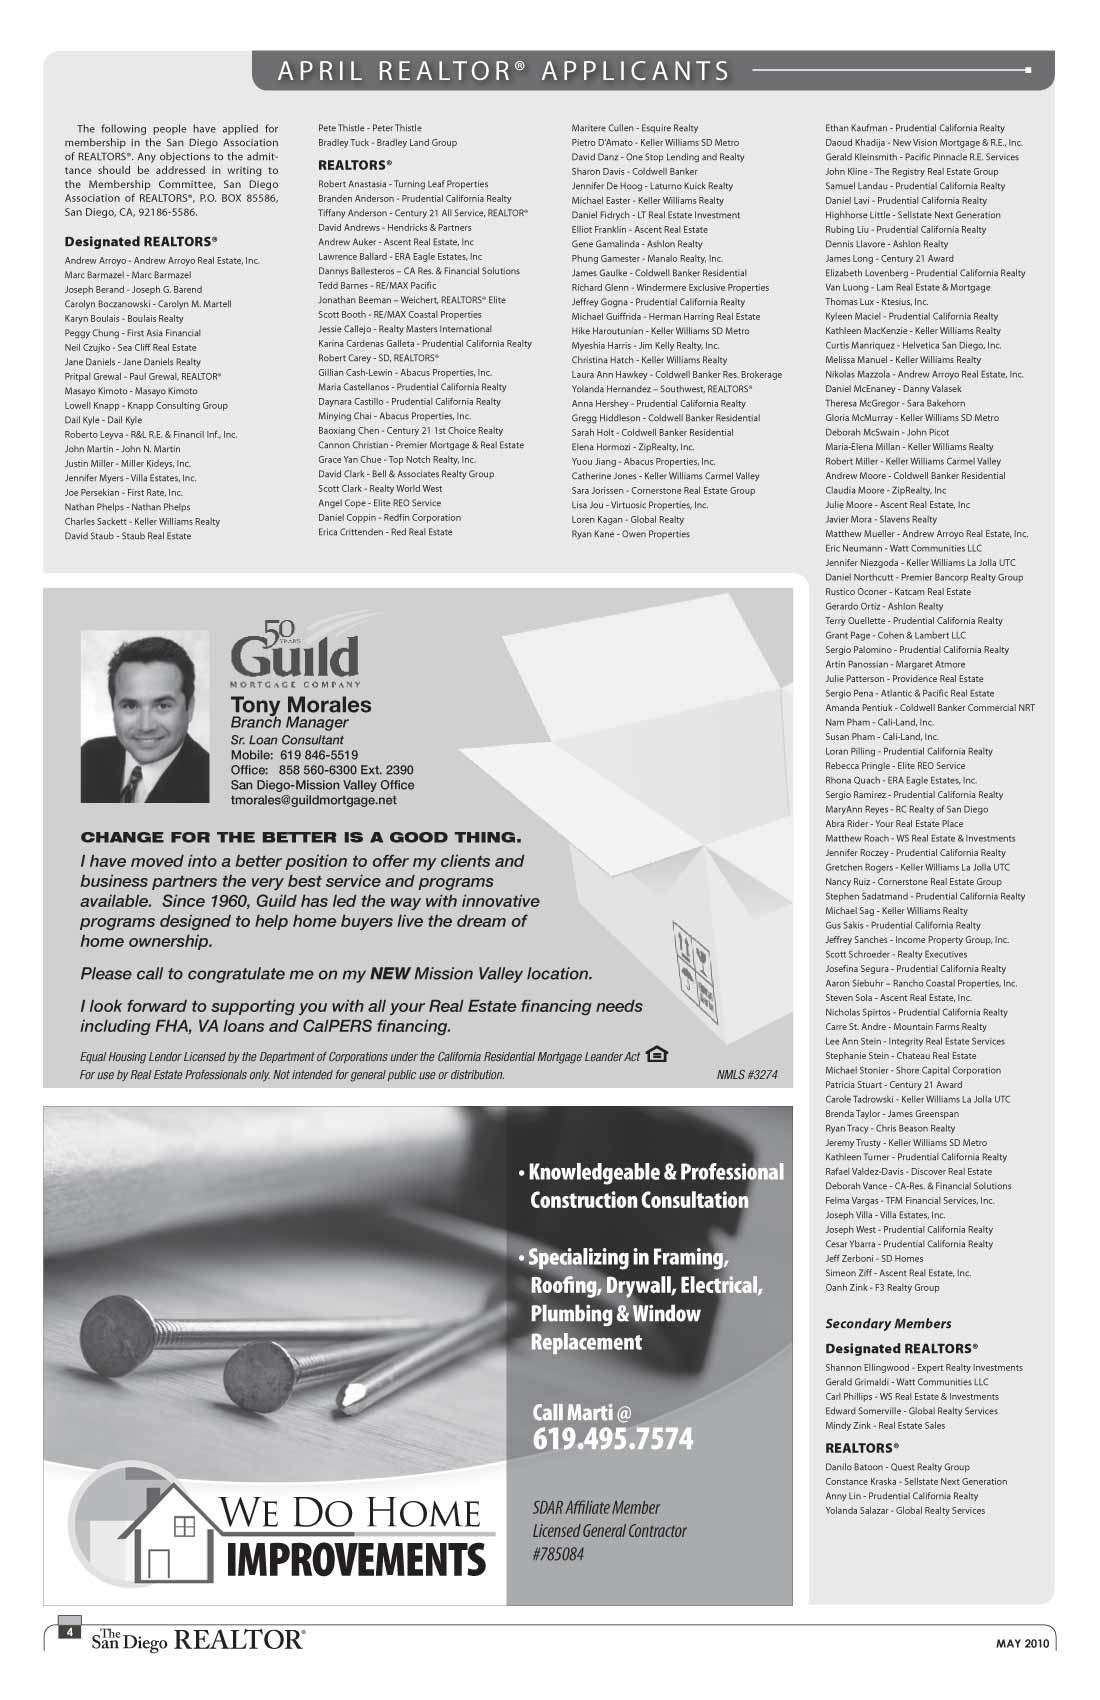 APRIL REALTOR® APPLICANTS
The following people have applied for
membership in the San Diego Association
of REALTORS®. Any objections to the admit-
tance should be addressed in writing to
the Membership Committee, San Diego
Association of REALTORS®, P.O. BOX 85586,
San Diego, CA, 92186-5586.
Designated REALTORS®
Andrew Arroyo - Andrew Arroyo Real Estate, Inc.
Marc Barmazel - Marc Barmazel
Joseph Berand - Joseph G. Barend
Carolyn Boczanowski - Carolyn M. Martell
Karyn Boulais - Boulais Realty
Peggy Chung - First Asia Financial
Neil Czujko - Sea Cliff Real Estate
Jane Daniels - Jane Daniels Realty
Pritpal Grewal - Paul Grewal, REALTOR®
Masayo Kimoto - Masayo Kimoto
Lowell Knapp - Knapp Consulting Group
Dail Kyle - Dail Kyle
Roberto Leyva - R&L R.E. & Financil Inf., Inc.
John Martin - John N. Martin
Justin Miller - Miller Kideys, Inc.
Jennifer Myers - Villa Estates, Inc.
Joe Persekian - First Rate, Inc.
Nathan Phelps - Nathan Phelps
Charles Sackett - Keller Williams Realty
David Staub - Staub Real Estate
Pete Thistle - Peter Thistle
Bradley Tuck - Bradley Land Group
REALTORS®
Robert Anastasia - Turning Leaf Properties
Branden Anderson - Prudential California Realty
Tiffany Anderson - Century 21 All Service, REALTOR®
David Andrews - Hendricks & Partners
Andrew Auker - Ascent Real Estate, Inc
Lawrence Ballard - ERA Eagle Estates, Inc
Dannys Ballesteros – CA Res. & Financial Solutions
Tedd Barnes - RE/MAX Pacific
Jonathan Beeman – Weichert, REALTORS® Elite
Scott Booth - RE/MAX Coastal Properties
Jessie Callejo - Realty Masters International
Karina Cardenas Galleta - Prudential California Realty
Robert Carey - SD, REALTORS®
Gillian Cash-Lewin - Abacus Properties, Inc.
Maria Castellanos - Prudential California Realty
Daynara Castillo - Prudential California Realty
Minying Chai - Abacus Properties, Inc.
Baoxiang Chen - Century 21 1st Choice Realty
Cannon Christian - Premier Mortgage & Real Estate
Grace Yan Chue - Top Notch Realty, Inc.
David Clark - Bell & Associates Realty Group
Scott Clark - Realty World West
Angel Cope - Elite REO Service
Daniel Coppin - Redfin Corporation
Erica Crittenden - Red Real Estate
Maritere Cullen - Esquire Realty
Pietro D'Amato - Keller Williams SD Metro
David Danz - One Stop Lending and Realty
Sharon Davis - Coldwell Banker
Jennifer De Hoog - Laturno Kuick Realty
Michael Easter - Keller Williams Realty
Daniel Fidrych - LT Real Estate Investment
Elliot Franklin - Ascent Real Estate
Gene Gamalinda - Ashlon Realty
Phung Gamester - Manalo Realty, Inc.
James Gaulke - Coldwell Banker Residential
Richard Glenn - Windermere Exclusive Properties
Jeffrey Gogna - Prudential California Realty
Michael Guiffrida - Herman Harring Real Estate
Hike Haroutunian - Keller Williams SD Metro
Myeshia Harris - Jim Kelly Realty, Inc.
Christina Hatch - Keller Williams Realty
Laura Ann Hawkey - Coldwell Banker Res. Brokerage
Yolanda Hernandez – Southwest, REALTORS®
Anna Hershey - Prudential California Realty
Gregg Hiddleson - Coldwell Banker Residential
Sarah Holt - Coldwell Banker Residential
Elena Hormozi - ZipRealty, Inc.
Yuou Jiang - Abacus Properties, Inc.
Catherine Jones - Keller Williams Carmel Valley
Sara Jorissen - Cornerstone Real Estate Group
Lisa Jou - Virtuosic Properties, Inc.
Loren Kagan - Global Realty
Ryan Kane - Owen Properties
Ethan Kaufman - Prudential California Realty
Daoud Khadija - New Vision Mortgage & R.E., Inc.
Gerald Kleinsmith - Pacific Pinnacle R.E. Services
John Kline - The Registry Real Estate Group
Samuel Landau - Prudential California Realty
Daniel Lavi - Prudential California Realty
Highhorse Little - Sellstate Next Generation
Rubing Liu - Prudential California Realty
Dennis Llavore - Ashlon Realty
James Long - Century 21 Award
Elizabeth Lovenberg - Prudential California Realty
Van Luong - Lam Real Estate & Mortgage
Thomas Lux - Ktesius, Inc.
Kyleen Maciel - Prudential California Realty
Kathleen MacKenzie - Keller Williams Realty
Curtis Manriquez - Helvetica San Diego, Inc.
Melissa Manuel - Keller Williams Realty
Nikolas Mazzola - Andrew Arroyo Real Estate, Inc.
Daniel McEnaney - Danny Valasek
Theresa McGregor - Sara Bakehorn
Gloria McMurray - Keller Williams SD Metro
Deborah McSwain - John Picot
Maria-Elena Millan - Keller Williams Realty
Robert Miller - Keller Williams Carmel Valley
Andrew Moore - Coldwell Banker Residential
Claudia Moore - ZipRealty, Inc
Julie Moore - Ascent Real Estate, Inc
Javier Mora - Slavens Realty
Matthew Mueller - Andrew Arroyo Real Estate, Inc.
Eric Neumann - Watt Communities LLC
Jennifer Niezgoda - Keller Williams La Jolla UTC
Daniel Northcutt - Premier Bancorp Realty Group
Rustico Oconer - Katcam Real Estate
Gerardo Ortiz - Ashlon Realty
Terry Ouellette - Prudential California Realty
Grant Page - Cohen & Lambert LLC
Sergio Palomino - Prudential California Realty
Artin Panossian - Margaret Atmore
Julie Patterson - Providence Real Estate
Sergio Pena - Atlantic & Pacific Real Estate
Amanda Pentiuk - Coldwell Banker Commercial NRT
Nam Pham - Cali-Land, Inc.
Susan Pham - Cali-Land, Inc.
Loran Pilling - Prudential California Realty
Rebecca Pringle - Elite REO Service
Rhona Quach - ERA Eagle Estates, Inc.
Sergio Ramirez - Prudential California Realty
MaryAnn Reyes - RC Realty of San Diego
Abra Rider - Your Real Estate Place
Matthew Roach - WS Real Estate & Investments
Jennifer Roczey - Prudential California Realty
Gretchen Rogers - Keller Williams La Jolla UTC
Nancy Ruiz - Cornerstone Real Estate Group
Stephen Sadatmand - Prudential California Realty
Michael Sag - Keller Williams Realty
Gus Sakis - Prudential California Realty
Jeffrey Sanches - Income Property Group, Inc.
Scott Schroeder - Realty Executives
Josefina Segura - Prudential California Realty
Aaron Siebuhr – Rancho Coastal Properties, Inc.
Steven Sola - Ascent Real Estate, Inc.
Nicholas Spirtos - Prudential California Realty
Carre St. Andre - Mountain Farms Realty
Lee Ann Stein - Integrity Real Estate Services
Stephanie Stein - Chateau Real Estate
Michael Stonier - Shore Capital Corporation
Patricia Stuart - Century 21 Award
Carole Tadrowski - Keller Williams La Jolla UTC
Brenda Taylor - James Greenspan
Ryan Tracy - Chris Beason Realty
Jeremy Trusty - Keller Williams SD Metro
Kathleen Turner - Prudential California Realty
Rafael Valdez-Davis - Discover Real Estate
Deborah Vance - CA-Res. & Financial Solutions
Felma Vargas - TFM Financial Services, Inc.
Joseph Villa - Villa Estates, Inc.
Joseph West - Prudential California Realty
Cesar Ybarra - Prudential California Realty
Jeff Zerboni - SD Homes
Simeon Ziff - Ascent Real Estate, Inc.
Oanh Zink - F3 Realty Group
Secondary Members
Designated REALTORS®
Shannon Ellingwood - Expert Realty Investments
Gerald Grimaldi - Watt Communities LLC
Carl Phillips - WS Real Estate & Investments
Edward Somerville - Global Realty Services
Mindy Zink - Real Estate Sales
REALTORS®
Danilo Batoon - Quest Realty Group
Constance Kraska - Sellstate Next Generation
Anny Lin - Prudential California Realty
Yolanda Salazar - Global Realty Services
50
YEARS
Guild
MORTGAGE COMPANY
Tony Morales
Branch Manager
Sr. Loan Consultant
Mobile: 619 846-5519
Office: 858 560-6300 Ext. 2390
San Diego-Mission Valley Office
tmorales@guildmortgage.net
CHANGE FOR THE BETTER IS A GOOD THING.
I have moved into a better position to offer my clients and
business partners the very best service and programs
available. Since 1960, Guild has led the way with innovative
programs designed to help home buyers live the dream of
home ownership.
Please call to congratulate me on my NEW Mission Valley location.
I look forward to supporting you with all your Real Estate financing needs
including FHA, VA loans and CalPERS financing.
Equal Housing Lendor Licensed by the Department of Corporations under the California Residential Mortgage Leander Act
For use by Real Estate Professionals only. Not intended for general public use or distribution.
NMLS #3274
• Knowledgeable & Professional
Construction Consultation
• Specializing in Framing,
Roofing, Drywall, Electrical,
Plumbing & Window
Replacement
Call Marti @
619.495.7574
WE DO HOME
IMPROVEMENTS
SDAR Affiliate Member
Licensed General Contractor
#785084
4
The San Diego REALTOR®
MAY 2010